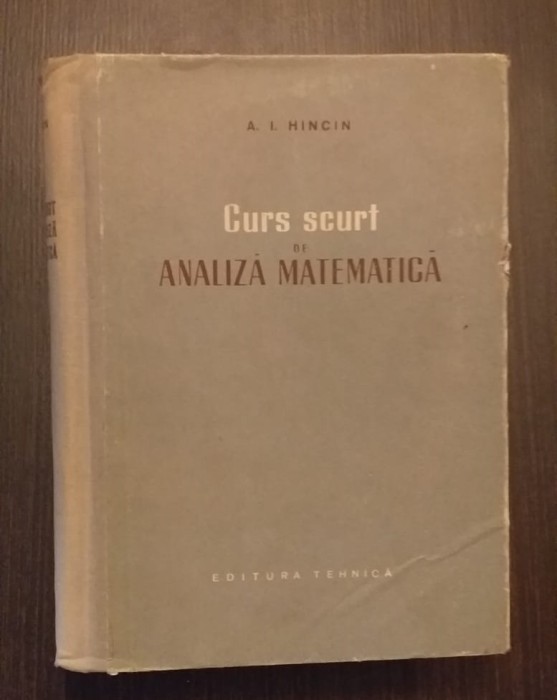 A. I. HINCIN
Curs scurt
DE
ANALIZĂ MATEMATICĂ
EDITURA TEHNICĂ